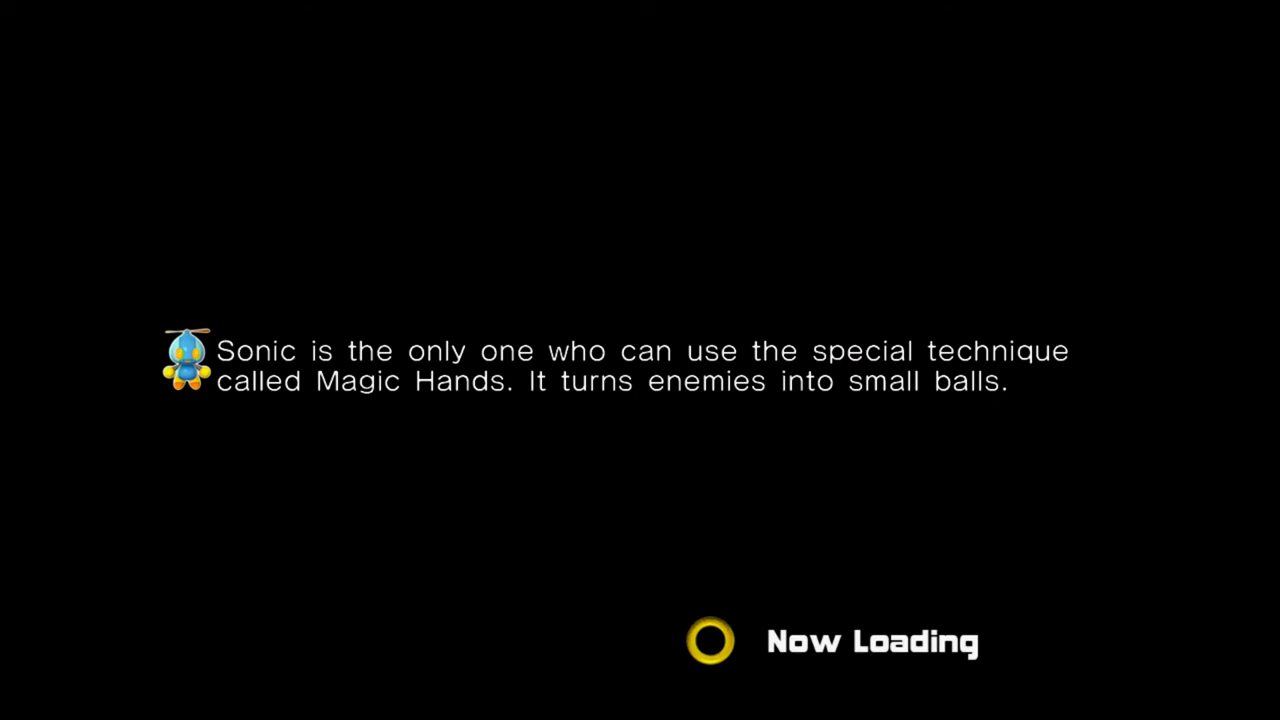 Sonic is the only one who can use the special technique
called Magic Hands. It turns enemies into small balls.
Now Loading